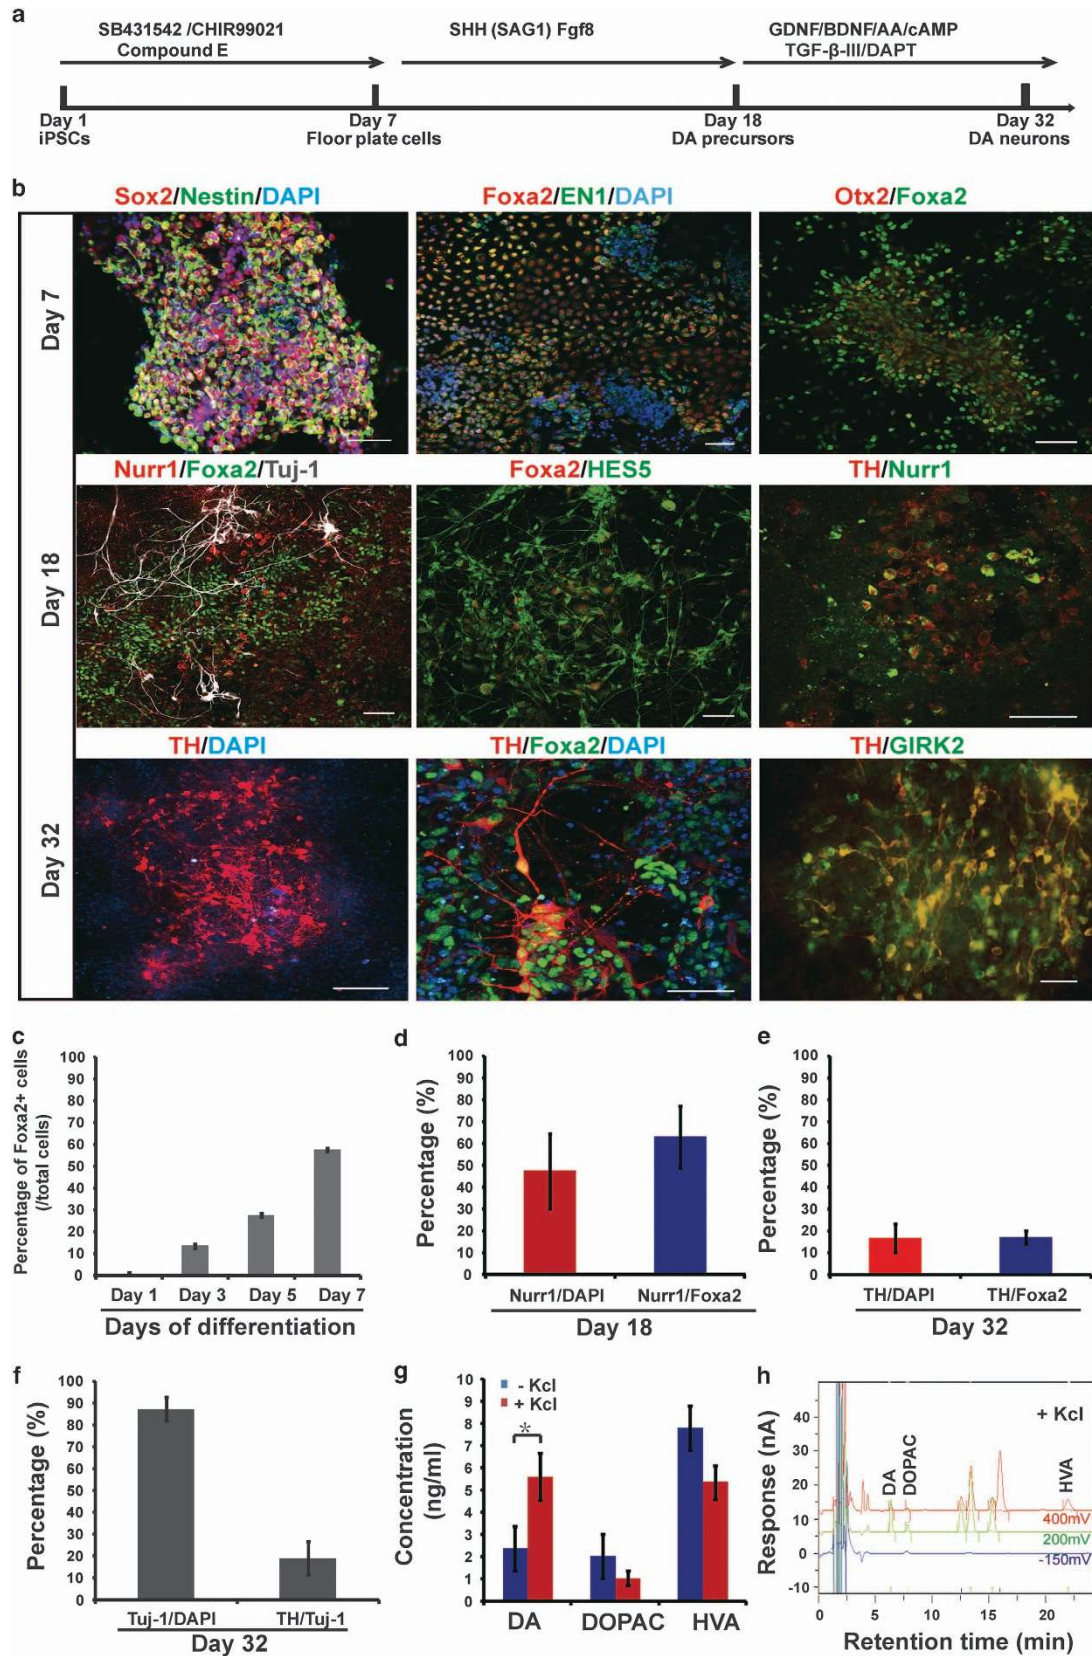 a
SB431542 /CHIR99021
Compound E
SHH (SAG1) Fgf8
GDNF/BDNF/AA/cAMP
TGF-β-III/DAPT
Day 1
iPSCs
Day 7
Floor plate cells
Day 18
DA precursors
Day 32
DA neurons
b
Sox2/Nestin/DAPI
Foxa2/EN1/DAPI
Otx2/Foxa2
Day 7
Nurr1/Foxa2/Tuj-1
Foxa2/HES5
TH/Nurr1
Day 18
TH/DAPI
TH/Foxa2/DAPI
TH/GIRK2
Day 32
c
Percentage of Foxa2+ cells
(/total cells)
100
90
80
70
60
50
40
30
20
10
0
Day 1 Day 3 Day 5 Day 7
Days of differentiation
d
Percentage (%)
100
90
80
70
60
50
40
30
20
10
0
Nurr1/DAPI Nurr1/Foxa2
Day 18
e
Percentage (%)
100
90
80
70
60
50
40
30
20
10
0
TH/DAPI TH/Foxa2
Day 32
f
Percentage (%)
100
90
80
70
60
50
40
30
20
10
0
Tuj-1/DAPI TH/Tuj-1
Day 32
g
- Kcl
+ Kcl
Concentration
(ng/ml)
10
9
8
7
6
5
4
3
2
1
0
*
DA DOPAC HVA
h
+ Kcl
Response (nA)
40
30
20
10
0
-10
DA
DOPAC
HVA
400mV
200mV
-150mV
0 5 10 15 20
Retention time (min)